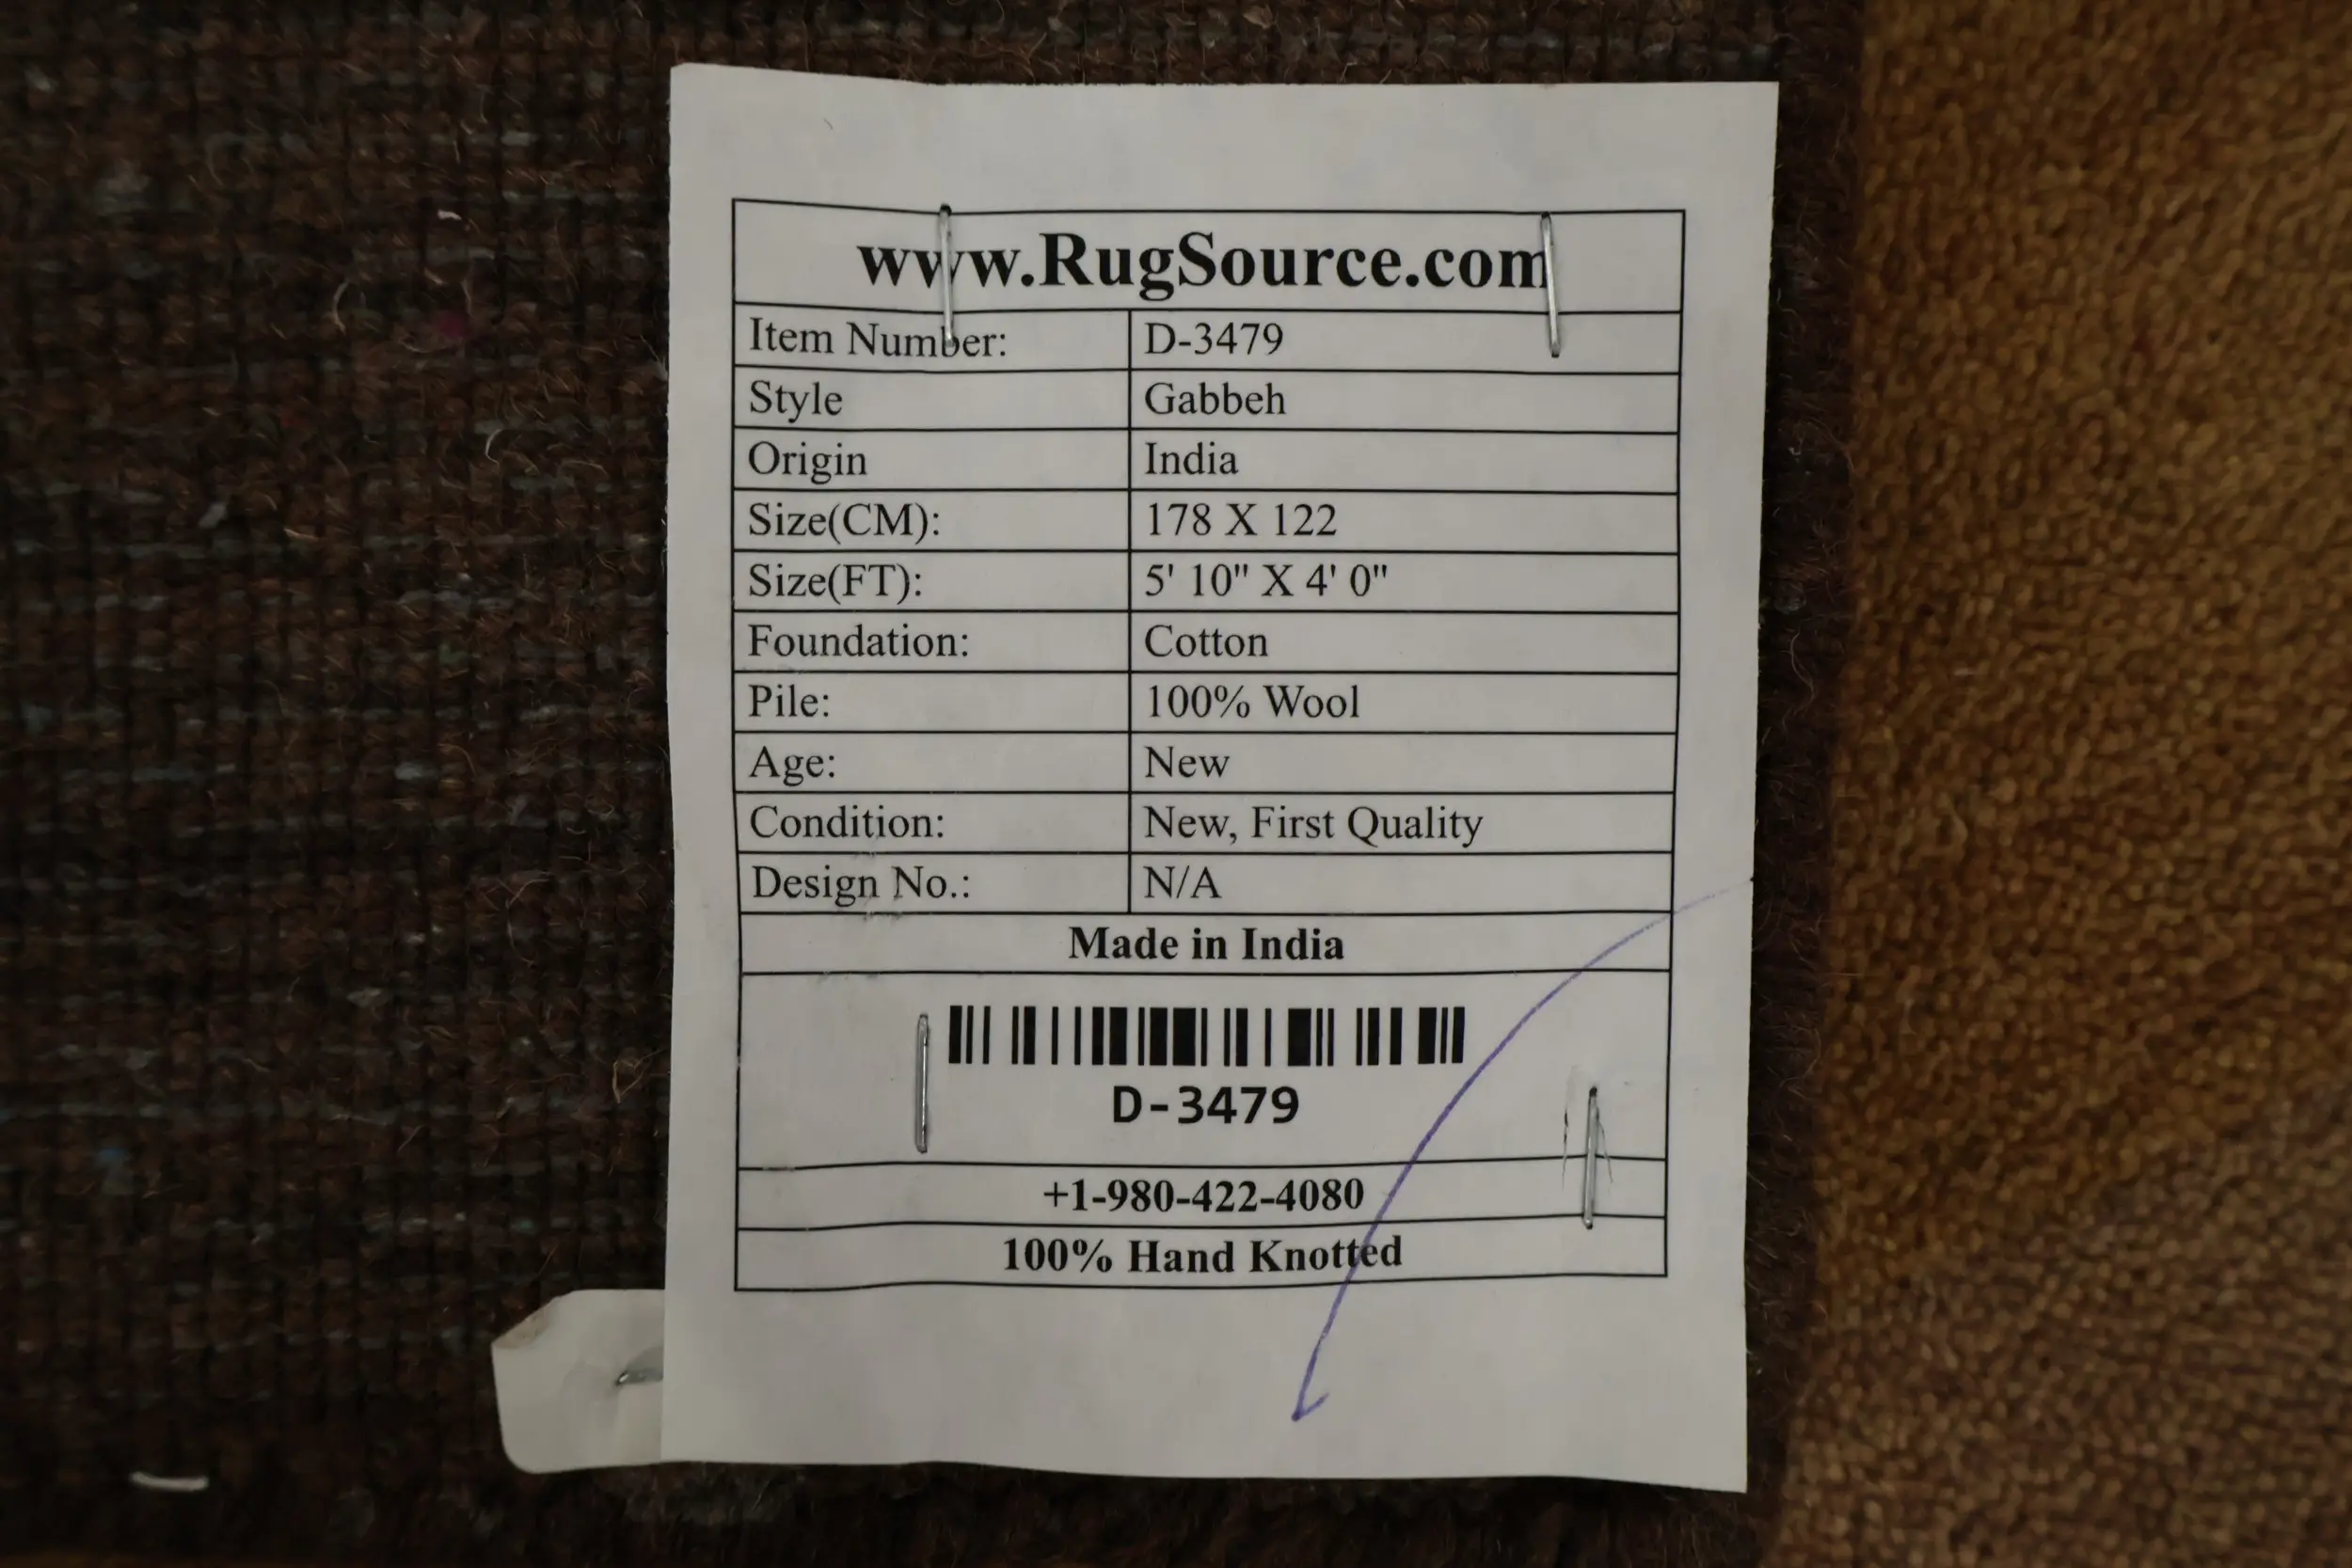 www.RugSource.com
Item Number: D-3479
Style Gabbeh
Origin India
Size(CM): 178 X 122
Size(FT): 5' 10" X 4' 0"
Foundation: Cotton
Pile: 100% Wool
Age: New
Condition: New, First Quality
Design No.: N/A
Made in India
D-3479
+1-980-422-4080
100% Hand Knotted